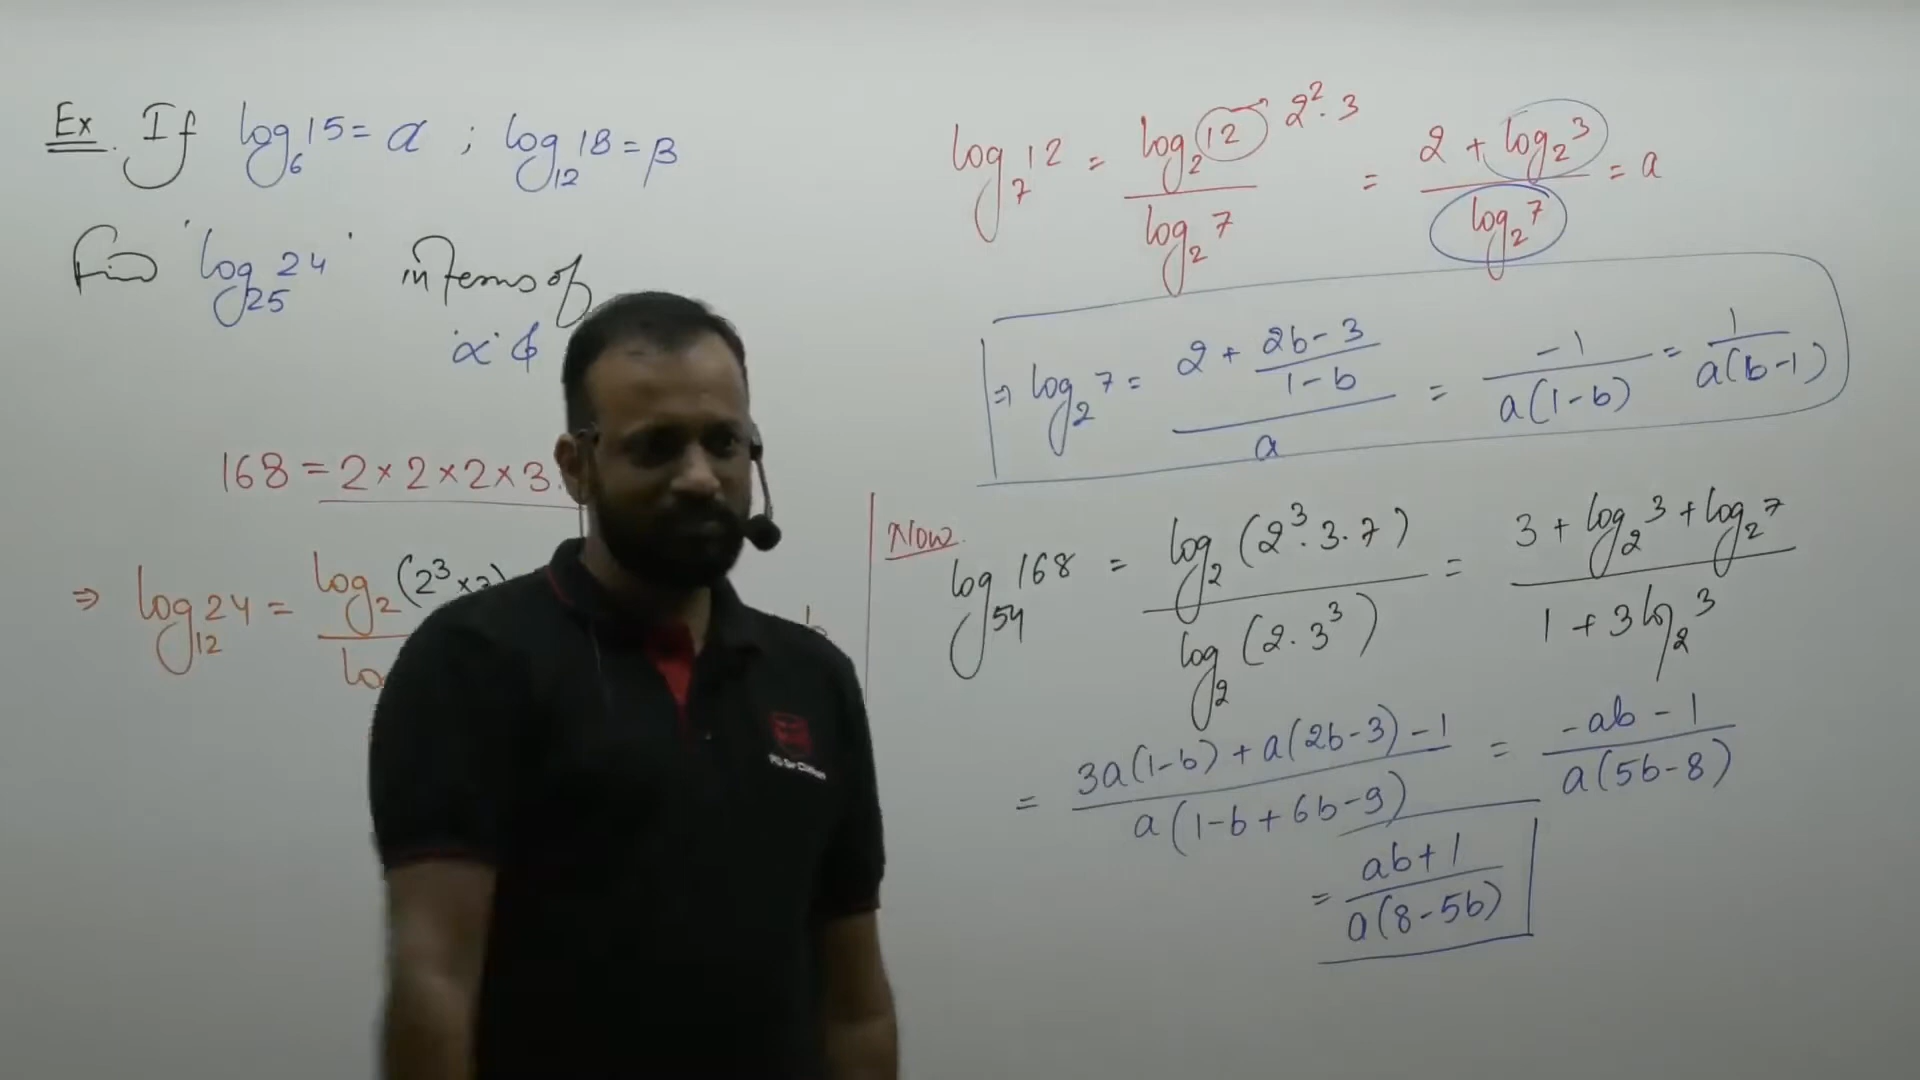 Ex. If log₆15 = α ; log₁₂18 = β
Find 'log₂₅24' in terms of
'α' &
168 = 2 × 2 × 2 × 3
⇒ log₁₂24 = log₂(2³ ×
log₇12 = log₂12 / log₂7 = (2 + log₂3) / log₂7 = a
2². 3
⇒ log₂7 = (2 + (2b-3)/(1-b)) / a = -1 / a(1-b) = 1 / a(b-1)
Now.
log₅₄168 = log₂(2³.3.7) / log₂(2.3³) = (3 + log₂3 + log₂7) / (1 + 3log₂3)
= (3a(1-b) + a(2b-3) - 1) / a(1-b+6b-9) = (-ab - 1) / a(5b-8)
= (ab+1) / a(8-5b)